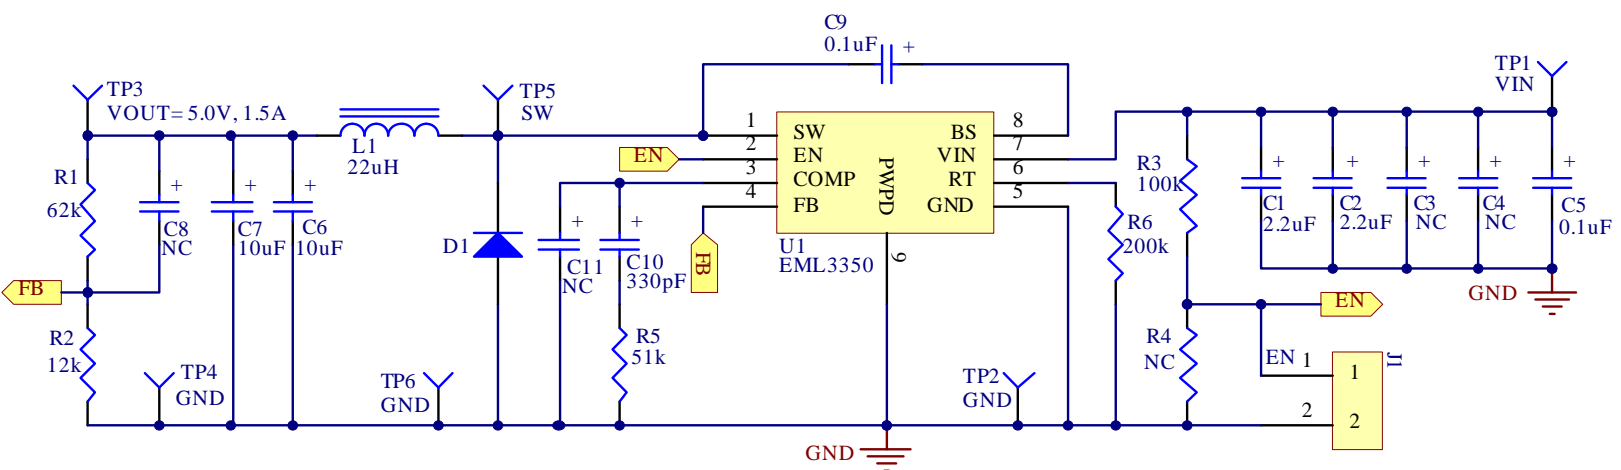 C9
0.1uF +
TP3
VOUT=5.0V, 1.5A
L1
22uH
TP5
SW
TP1
VIN
1
2
3
4
SW
EN
COMP
FB
PWPD
BS
VIN
RT
GND
8
7
6
5
9
U1
EML3350
EN
FB
R1
62k
+
C8
NC
+
C7
10uF
+
C6
10uF
D1
+
C11
NC
+
C10
330pF
R5
51k
R6
200k
R3
100k
+
C1
2.2uF
+
C2
2.2uF
+
C3
NC
+
C4
NC
+
C5
0.1uF
GND
FB
R2
12k
TP4
GND
TP6
GND
TP2
GND
GND
R4
NC
EN
EN
1
2
1
2
J1